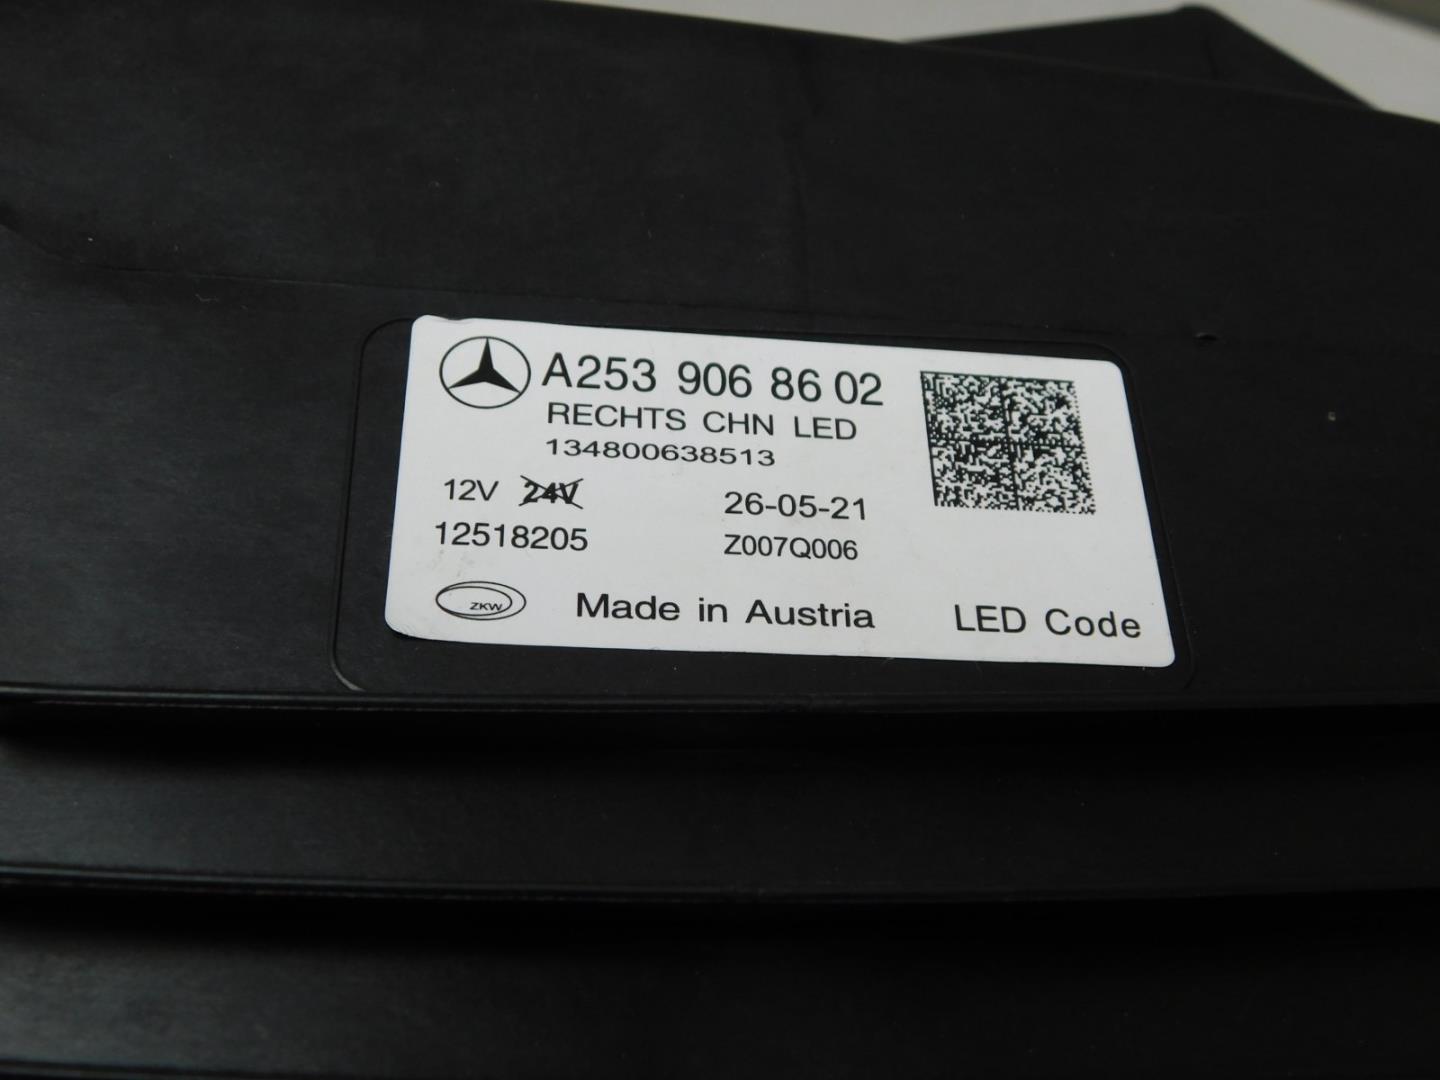 A253 906 86 02
RECHTS CHN LED
134800638513
12V 24V
26-05-21
12518205
Z007Q006
ZKW
Made in Austria
LED Code